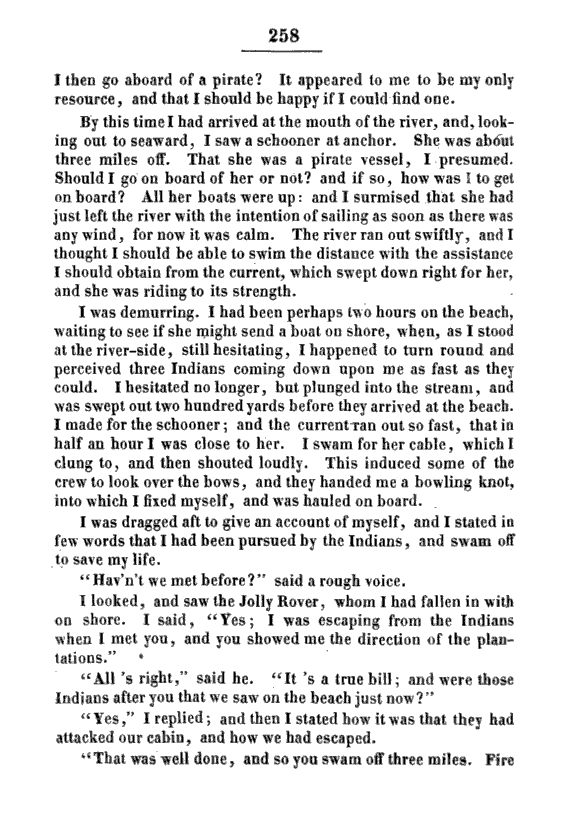 258
I then go aboard of a pirate? It appeared to me to be my only
resource, and that I should be happy if I could find one.
By this time I had arrived at the mouth of the river, and, look-
ing out to seaward, I saw a schooner at anchor. She was about
three miles off. That she was a pirate vessel, I presumed.
Should I go on board of her or not? and if so, how was I to get
on board? All her boats were up: and I surmised that she had
just left the river with the intention of sailing as soon as there was
any wind, for now it was calm. The river ran out swiftly, and I
thought I should be able to swim the distance with the assistance
I should obtain from the current, which swept down right for her,
and she was riding to its strength.
I was demurring. I had been perhaps two hours on the beach,
waiting to see if she might send a boat on shore, when, as I stood
at the river-side, still hesitating, I happened to turn round and
perceived three Indians coming down upon me as fast as they
could. I hesitated no longer, but plunged into the stream, and
was swept out two hundred yards before they arrived at the beach.
I made for the schooner; and the current ran out so fast, that in
half an hour I was close to her. I swam for her cable, which I
clung to, and then shouted loudly. This induced some of the
crew to look over the bows, and they handed me a bowling knot,
into which I fixed myself, and was hauled on board.
I was dragged aft to give an account of myself, and I stated in
few words that I had been pursued by the Indians, and swam off
to save my life.
"Hav'n't we met before?" said a rough voice.
I looked, and saw the Jolly Rover, whom I had fallen in with
on shore. I said, "Yes; I was escaping from the Indians
when I met you, and you showed me the direction of the plan-
tations."
"All 's right," said he. "It 's a true bill; and were those
Indians after you that we saw on the beach just now?"
"Yes," I replied; and then I stated how it was that they had
attacked our cabin, and how we had escaped.
"That was well done, and so you swam off three miles. Fire